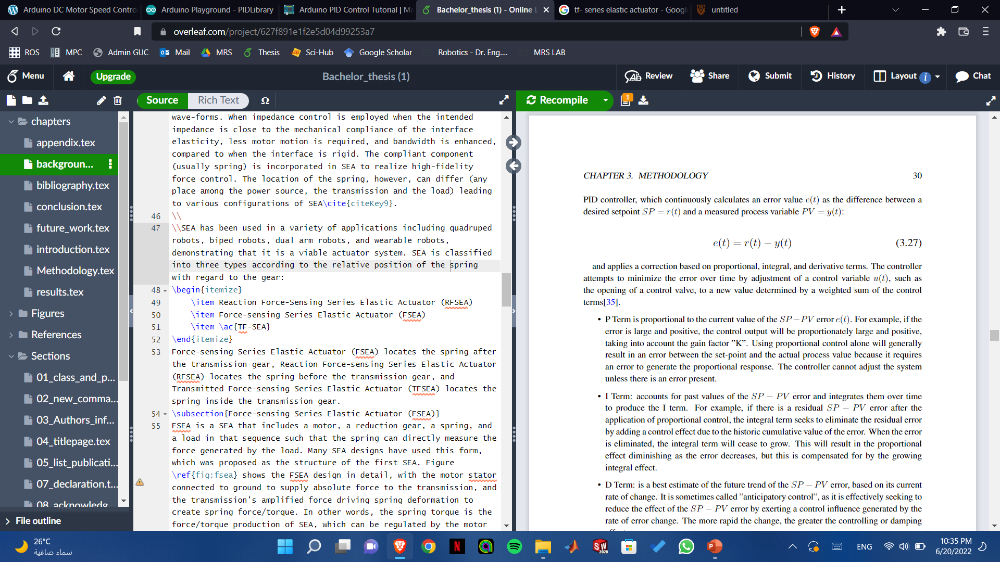 Arduino DC Motor Speed Control
Arduino Playground - PIDLibrary
Arduino PID Control Tutorial | Ma
Bachelor_thesis (1) - Online L
tf- series elastic actuator - Google
untitled
overleaf.com/project/627f891e1f2e5d04d99253a7
ROS MPC Admin GUC Mail MRS Thesis Sci-Hub Google Scholar Robotics - Dr. Eng.... MRS LAB
Menu Upgrade Bachelor_thesis (1) Review Share Submit History Layout i Chat
Source Rich Text Ω Recompile 1
chapters
appendix.tex
backgroun...
bibliography.tex
conclusion.tex
future_work.tex
introduction.tex
Methodology.tex
results.tex
Figures
References
Sections
01_class_and_p...
02_new_comma...
03_Authors_inf...
04_titlepage.tex
05_list_publicati...
07_declaration.t...
08_acknowledg
File outline
wave-forms. When impedance control is employed when the intended
impedance is close to the mechanical compliance of the interface
elasticity, less motor motion is required, and bandwidth is enhanced,
compared to when the interface is rigid. The compliant component
(usually spring) is incorporated in SEA to realize high-fidelity
force control. The location of the spring, however, can differ (any
place among the power source, the transmission and the load) leading
to various configurations of SEA\cite{citeKey9}.
46 \\
47 \\SEA has been used in a variety of applications including quadruped
robots, biped robots, dual arm robots, and wearable robots,
demonstrating that it is a viable actuator system. SEA is classified
into three types according to the relative position of the spring
with regard to the gear:
48 \begin{itemize}
49 \item Reaction Force-Sensing Series Elastic Actuator (RFSEA)
50 \item Force-sensing Series Elastic Actuator (FSEA)
51 \item \ac{TF-SEA}
52 \end{itemize}
53 Force-sensing Series Elastic Actuator (FSEA) locates the spring after
the transmission gear, Reaction Force-sensing Series Elastic Actuator
(RFSEA) locates the spring before the transmission gear, and
Transmitted Force-sensing Series Elastic Actuator (TFSEA) locates the
spring inside the transmission gear.
54 \subsection{Force-sensing Series Elastic Actuator (FSEA)}
55 FSEA is a SEA that includes a motor, a reduction gear, a spring, and
a load in that sequence such that the spring can directly measure the
force generated by the load. Many SEA designs have used this form,
which was proposed as the structure of the first SEA. Figure
\ref{fig:fsea} shows the FSEA design in detail, with the motor stator
connected to ground to supply absolute force to the transmission, and
the transmission's amplified force driving spring deformation to
create spring force/torque. In other words, the spring torque is the
force/torque production of SEA, which can be regulated by the motor
CHAPTER 3. METHODOLOGY 30
PID controller, which continuously calculates an error value e(t) as the difference between a
desired setpoint SP = r(t) and a measured process variable PV = y(t):
e(t) = r(t) − y(t) (3.27)
and applies a correction based on proportional, integral, and derivative terms. The controller
attempts to minimize the error over time by adjustment of a control variable u(t), such as
the opening of a control valve, to a new value determined by a weighted sum of the control
terms[35].
• P Term is proportional to the current value of the SP − PV error e(t). For example, if the
error is large and positive, the control output will be proportionately large and positive,
taking into account the gain factor ”K”. Using proportional control alone will generally
result in an error between the set-point and the actual process value because it requires
an error to generate the proportional response. The controller cannot adjust the system
unless there is an error present.
• I Term: accounts for past values of the SP − PV error and integrates them over time
to produce the I term. For example, if there is a residual SP − PV error after the
application of proportional control, the integral term seeks to eliminate the residual error
by adding a control effect due to the historic cumulative value of the error. When the error
is eliminated, the integral term will cease to grow. This will result in the proportional
effect diminishing as the error decreases, but this is compensated for by the growing
integral effect.
• D Term: is a best estimate of the future trend of the SP − PV error, based on its current
rate of change. It is sometimes called ”anticipatory control”, as it is effectively seeking to
reduce the effect of the SP − PV error by exerting a control influence generated by the
rate of error change. The more rapid the change, the greater the controlling or damping
26°C
سماء صافية
ENG
10:35 PM
6/20/2022